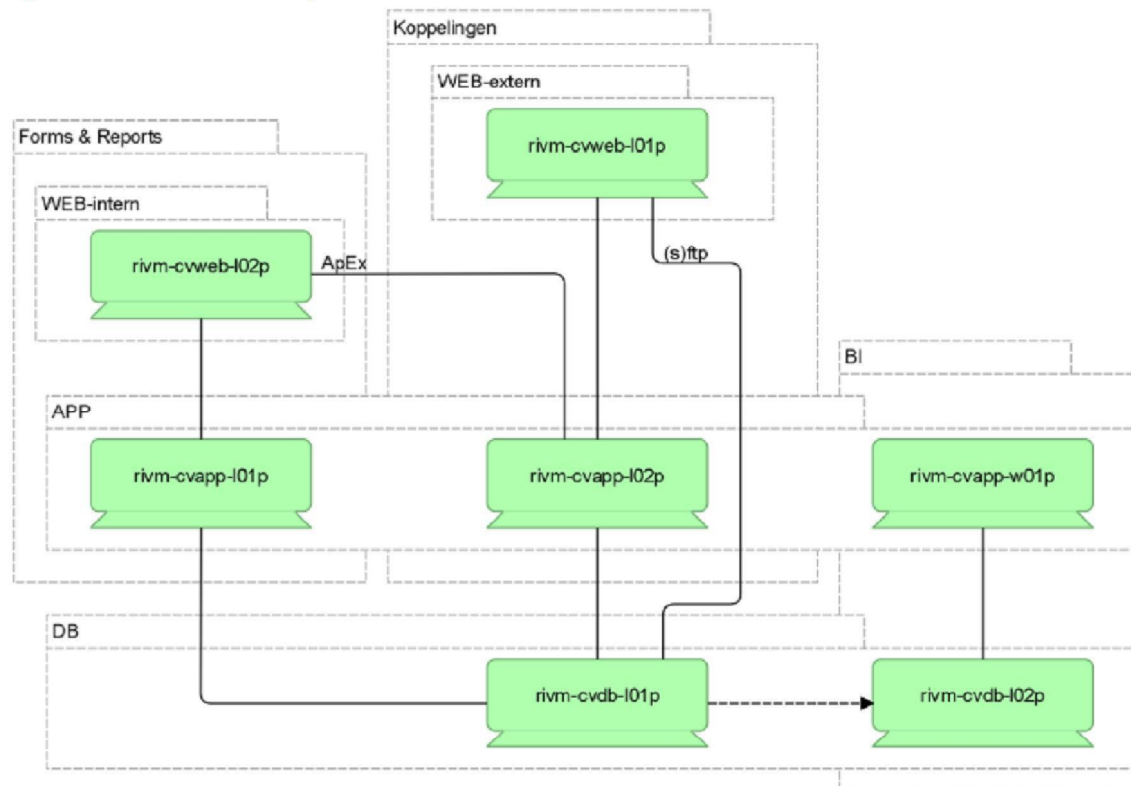 Koppelingen
WEB-extern
rivm-cvweb-l01p
Forms & Reports
WEB-intern
rivm-cvweb-l02p
ApEx
(s)ftp
BI
APP
rivm-cvapp-l01p
rivm-cvapp-l02p
rivm-cvapp-w01p
DB
rivm-cvdb-l01p
rivm-cvdb-l02p